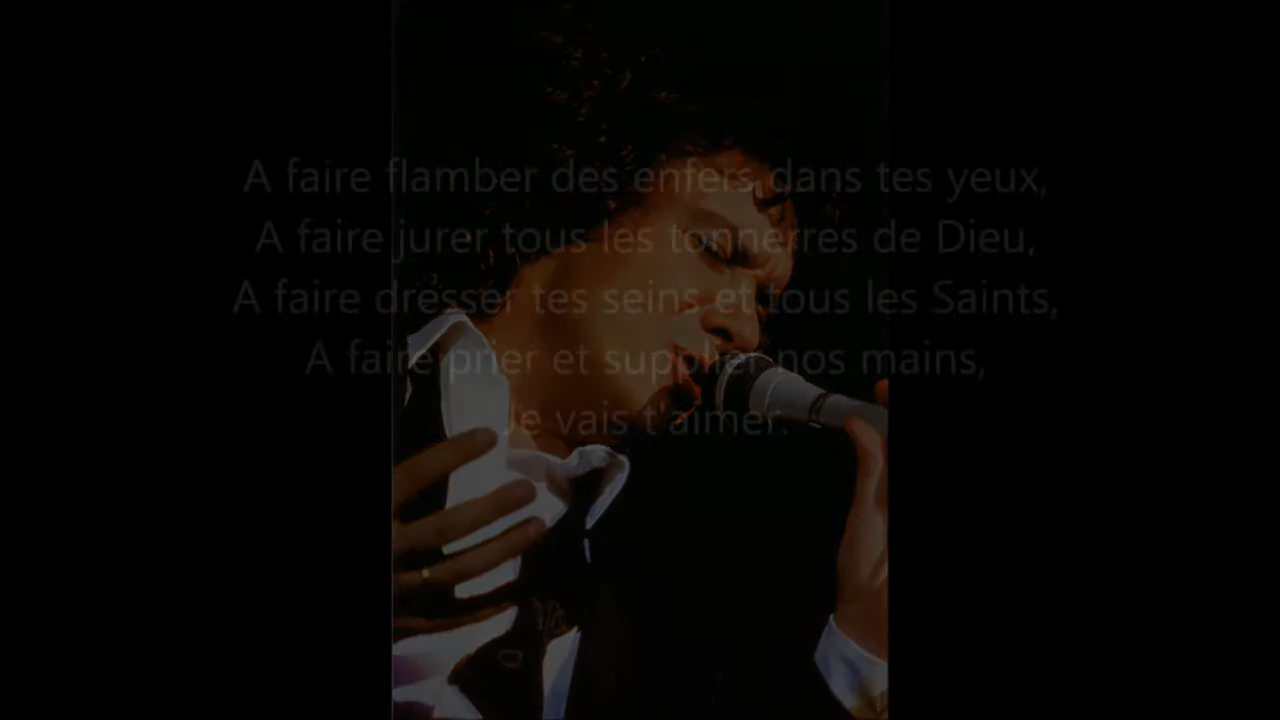 A faire flamber des enfers dans tes yeux,
A faire jurer tous les tonnerres de Dieu,
A faire dresser tes seins et tous les Saints,
A faire prier et supplier nos mains,
Je vais t'aimer.